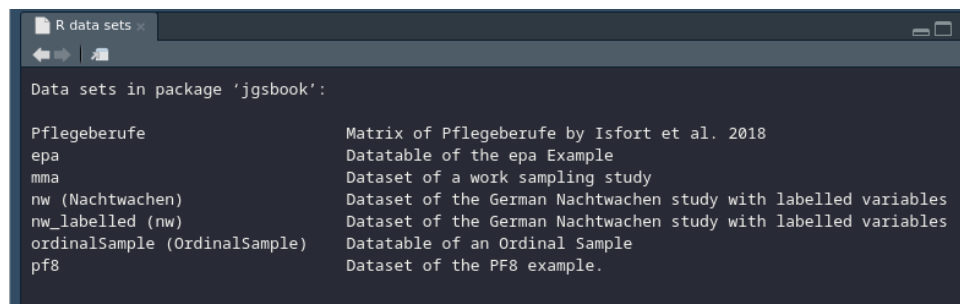 R data sets
Data sets in package ‘jgsbook’:
Pflegeberufe Matrix of Pflegeberufe by Isfort et al. 2018
epa Datatable of the epa Example
mma Dataset of a work sampling study
nw (Nachtwachen) Dataset of the German Nachtwachen study with labelled variables
nw_labelled (nw) Dataset of the German Nachtwachen study with labelled variables
ordinalSample (OrdinalSample) Datatable of an Ordinal Sample
pf8 Dataset of the PF8 example.